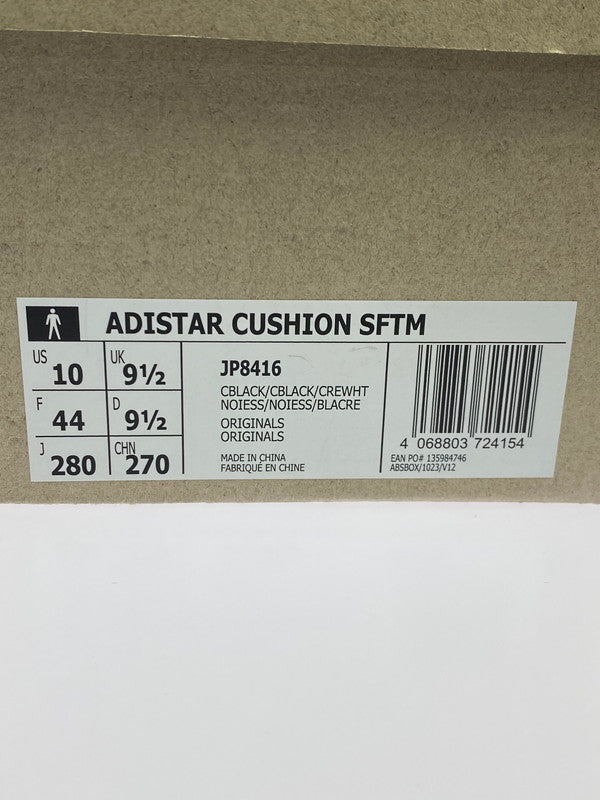 ADISTAR CUSHION SFTM
US 10 UK 9½
F 44 D 9½
J 280 CHN 270
JP8416
CBLACK/CBLACK/CREWHT
NOIESS/NOIESS/BLACRE
ORIGINALS
ORIGINALS
MADE IN CHINA
FABRIQUÉ EN CHINE
4 068803 724154
EAN PO# 135984746
ABSBOX/1023/V12